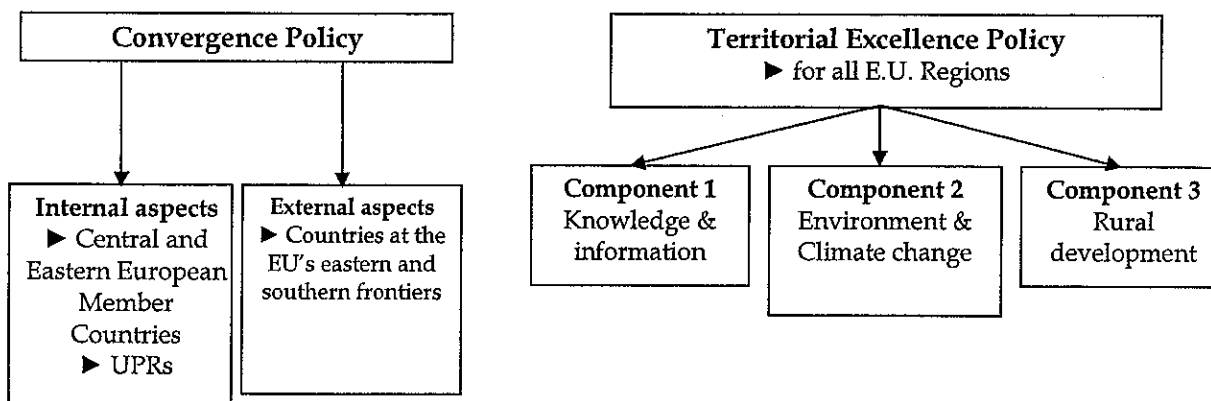 Convergence Policy
Territorial Excellence Policy
► for all E.U. Regions
Internal aspects
► Central and
Eastern European
Member
Countries
► UPRs
External aspects
► Countries at the
EU's eastern and
southern frontiers
Component 1
Knowledge &
information
Component 2
Environment &
Climate change
Component 3
Rural
development